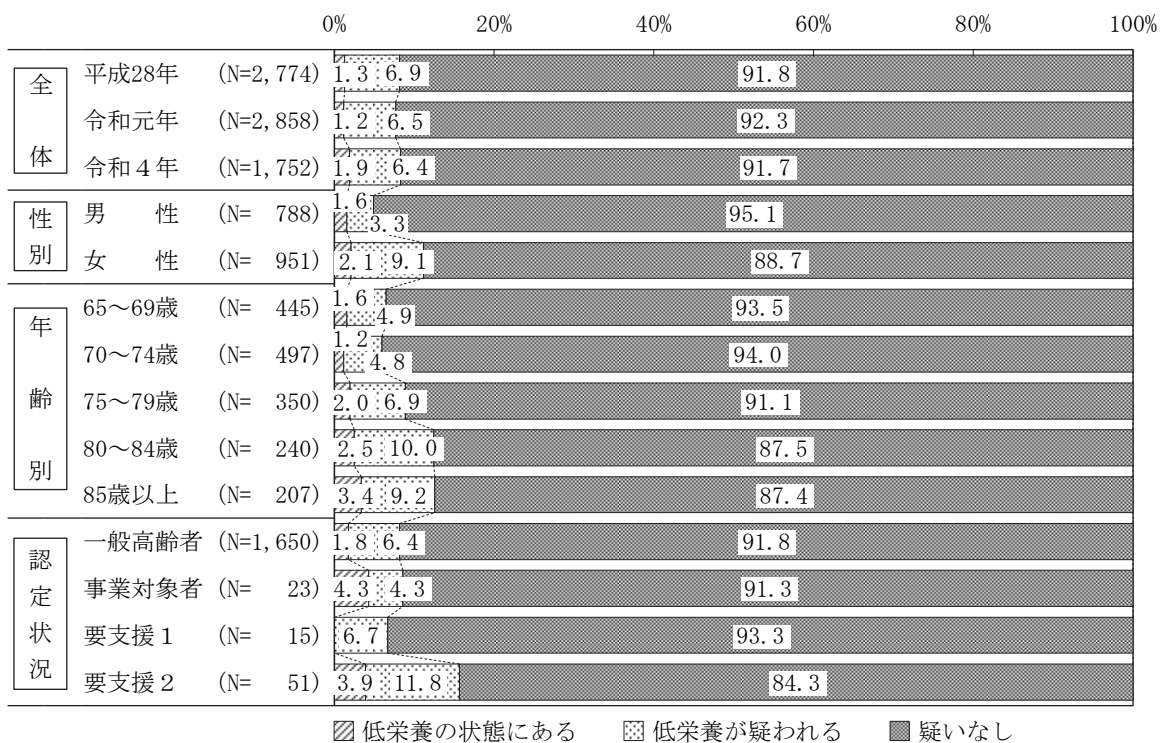 0% 20% 40% 60% 80% 100%
全体
平成28年 (N=2,774) 1.3 6.9 91.8
令和元年 (N=2,858) 1.2 6.5 92.3
令和４年 (N=1,752) 1.9 6.4 91.7
性別
男　性 (N= 788) 1.6 3.3 95.1
女　性 (N= 951) 2.1 9.1 88.7
年齢別
65～69歳 (N= 445) 1.6 4.9 93.5
70～74歳 (N= 497) 1.2 4.8 94.0
75～79歳 (N= 350) 2.0 6.9 91.1
80～84歳 (N= 240) 2.5 10.0 87.5
85歳以上 (N= 207) 3.4 9.2 87.4
認定状況
一般高齢者 (N=1,650) 1.8 6.4 91.8
事業対象者 (N= 23) 4.3 4.3 91.3
要支援１ (N= 15) 6.7 93.3
要支援２ (N= 51) 3.9 11.8 84.3
低栄養の状態にある 低栄養が疑われる 疑いなし